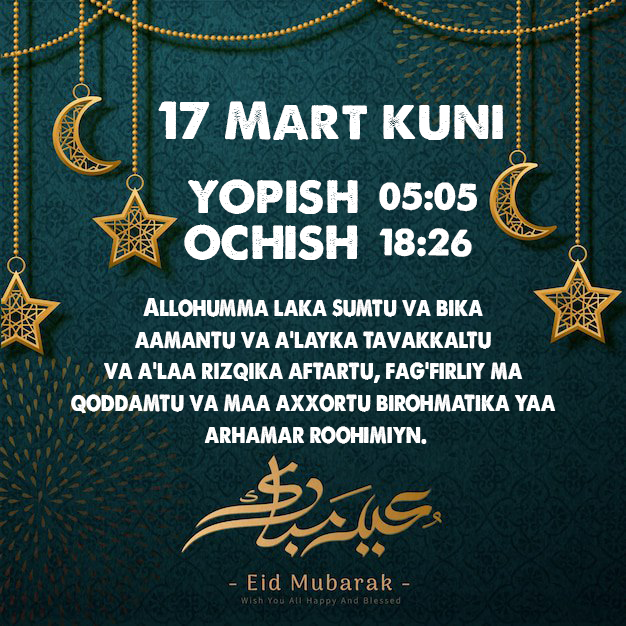 17 MART KUNI
YOPISH 05:05
OCHISH 18:26
ALLOHUMMA LAKA SUMTU VA BIKA
AAMANTU VA A'LAYKA TAVAKKALTU
VA A'LAA RIZQIKA AFTARTU, FAG'FIRLIY MA
QODDAMTU VA MAA AXXORTU BIROHMATIKA YAA
ARHAMAR ROOHIMIYN.
عيد مبارك
- Eid Mubarak -
Wish You All Happy And Blessed